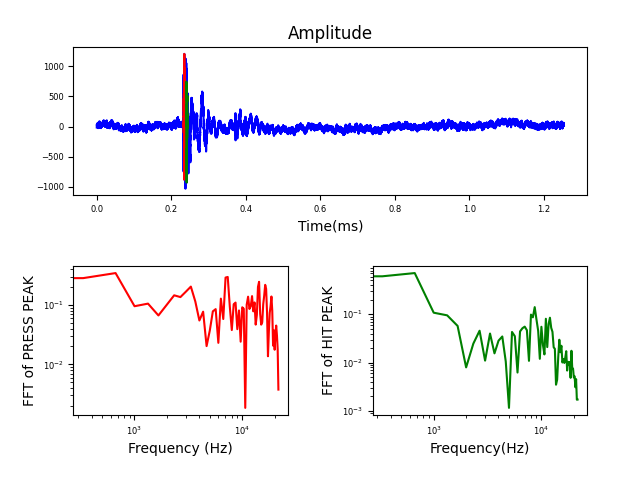 Amplitude
1000
500
0
−500
−1000
0.0 0.2 0.4 0.6 0.8 1.0 1.2
Time(ms)
FFT of PRESS PEAK
10⁻¹
10⁻²
10³ 10⁴
Frequency (Hz)
FFT of HIT PEAK
10⁻¹
10⁻²
10⁻³
10³ 10⁴
Frequency(Hz)